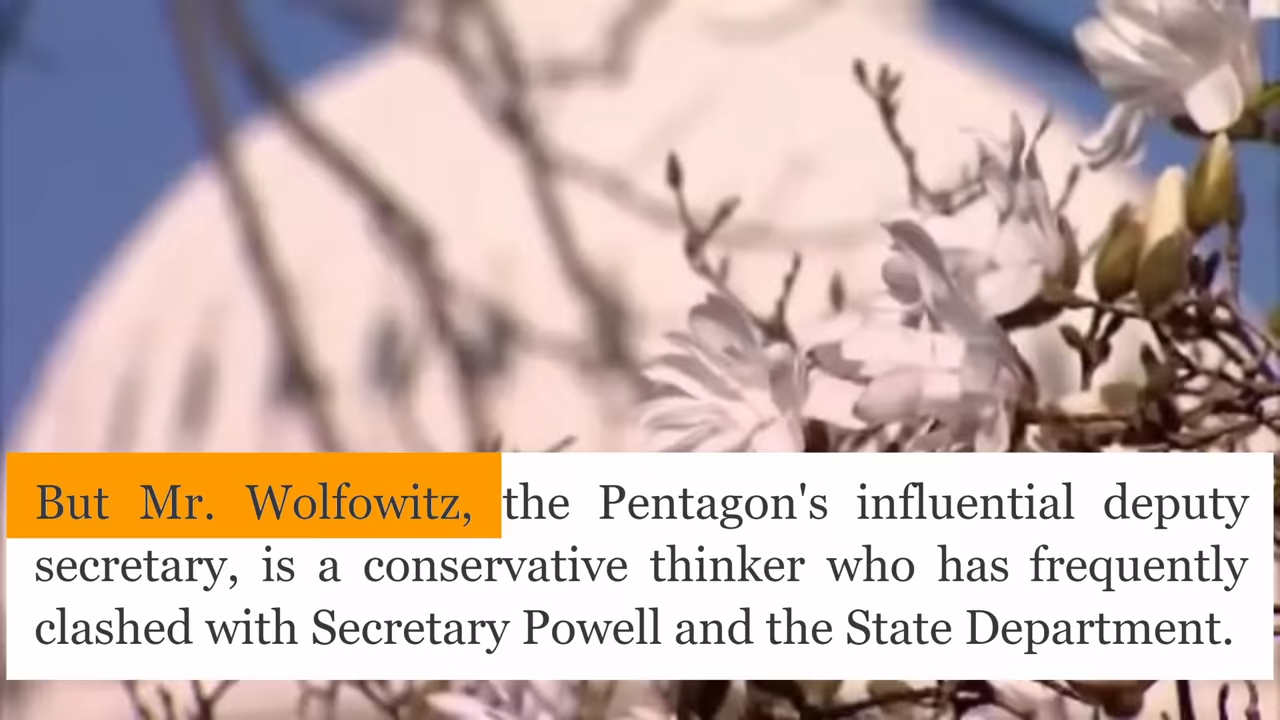 But Mr. Wolfowitz, the Pentagon's influential deputy
secretary, is a conservative thinker who has frequently
clashed with Secretary Powell and the State Department.